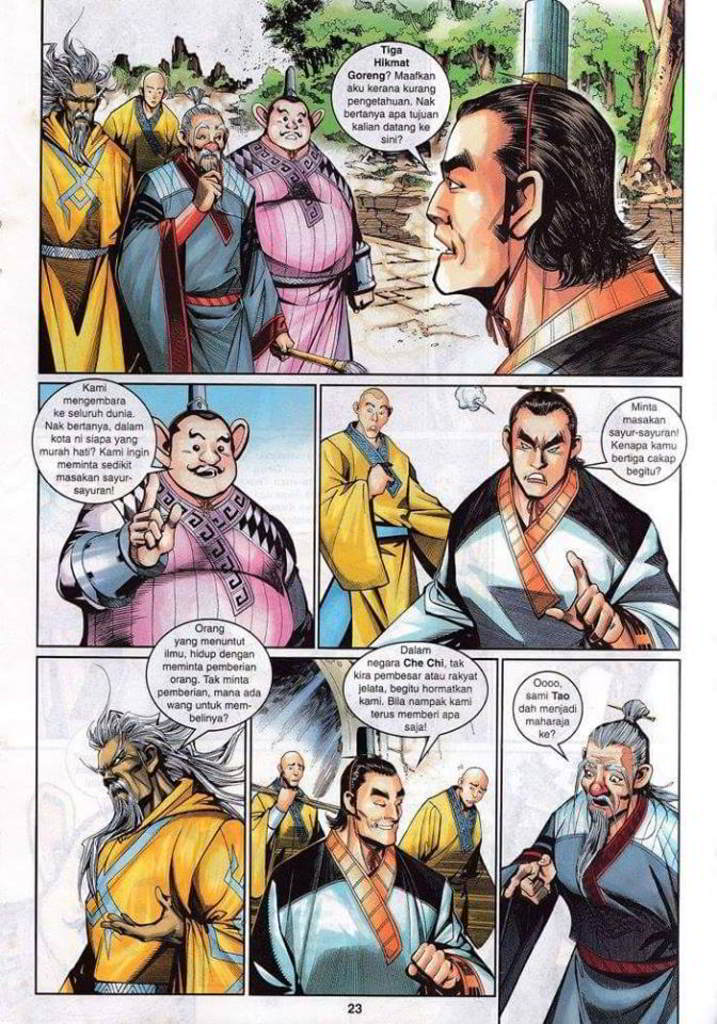 Tiga
Hikmat
Goreng? Maafkan
aku kerana kurang
pengetahuan. Nak
bertanya apa tujuan
kalian datang ke
sini?
Kami
mengembara
ke seluruh dunia.
Nak bertanya, dalam
kota ni siapa yang
murah hati? Kami ingin
meminta sedikit
masakan sayur-
sayuran!
Minta
masakan
sayur-sayuran!
Kenapa kamu
bertiga cakap
begitu?
Orang
yang menuntut
ilmu, hidup dengan
meminta pemberian
orang. Tak minta
pemberian, mana ada
wang untuk mem-
belinya?
Dalam
negara Che Chi, tak
kira pembesar atau rakyat
jelata, begitu hormatkan
kami. Bila nampak kami
terus memberi apa
saja!
Oooo,
sami Tao
dah menjadi
maharaja
ke?
23